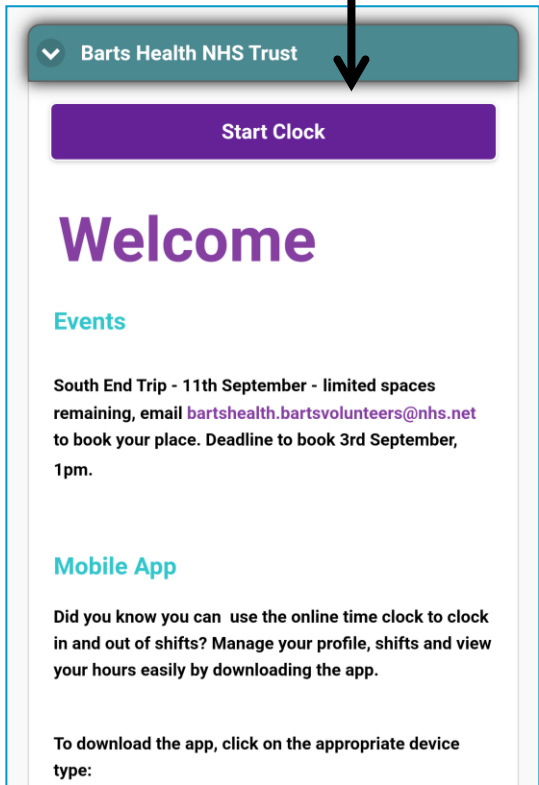 Barts Health NHS Trust
Start Clock
Welcome
Events
South End Trip - 11th September - limited spaces
remaining, email bartshealth.bartsvolunteers@nhs.net
to book your place. Deadline to book 3rd September,
1pm.
Mobile App
Did you know you can  use the online time clock to clock
in and out of shifts? Manage your profile, shifts and view
your hours easily by downloading the app.
To download the app, click on the appropriate device
type: